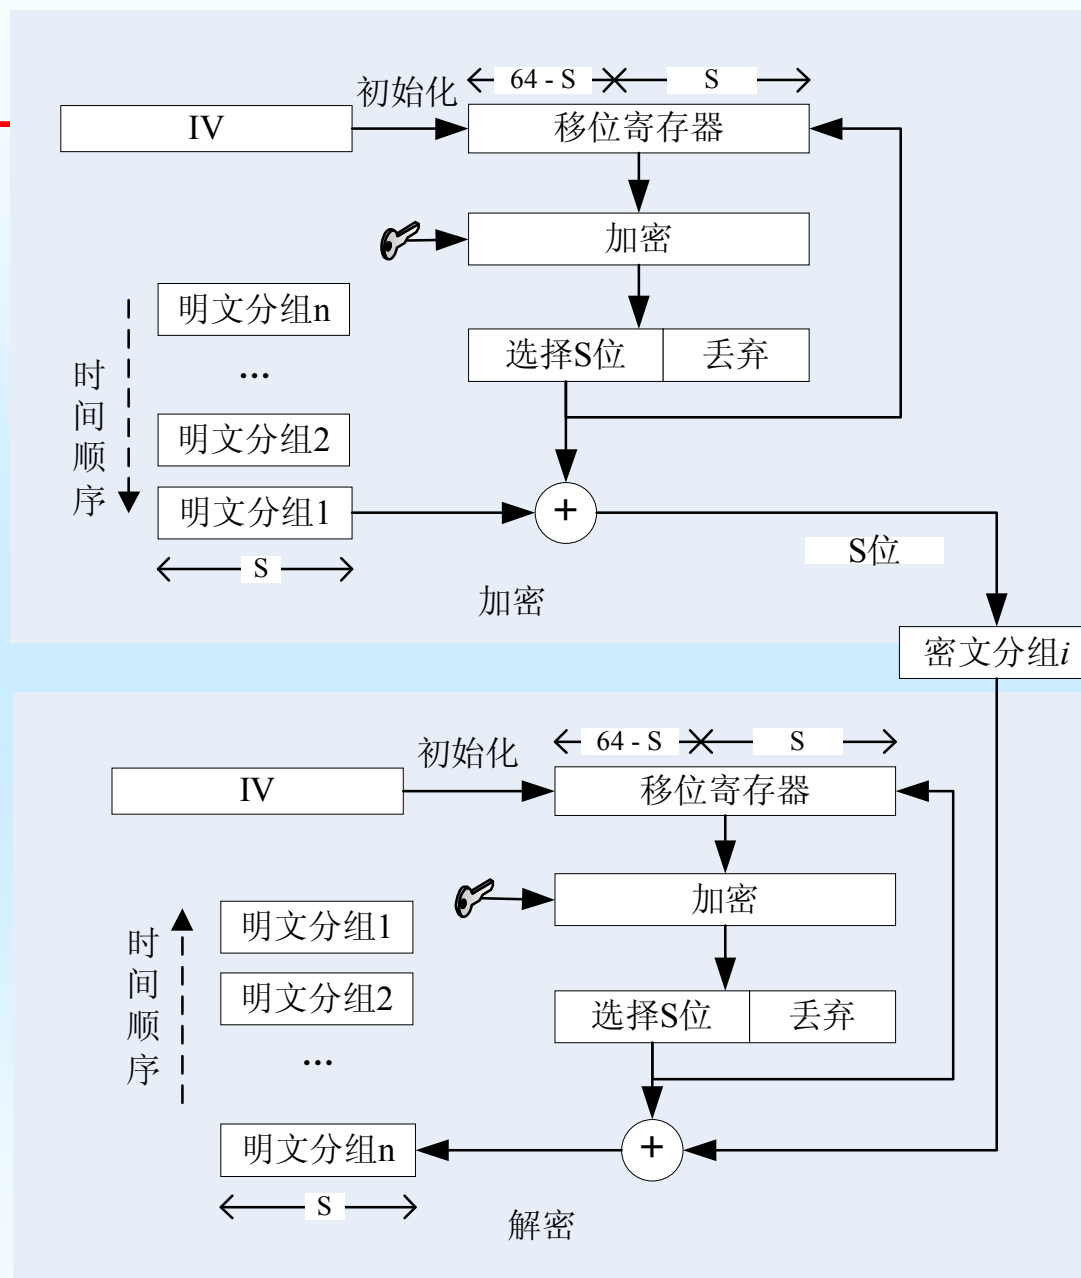 64 - S
S
初始化
IV
移位寄存器
加密
明文分组n
选择S位
丢弃
...
时间顺序
明文分组2
明文分组1
+
S位
S
加密
密文分组i
64 - S
S
初始化
IV
移位寄存器
加密
明文分组1
时间顺序
明文分组2
选择S位
丢弃
...
明文分组n
+
S
解密